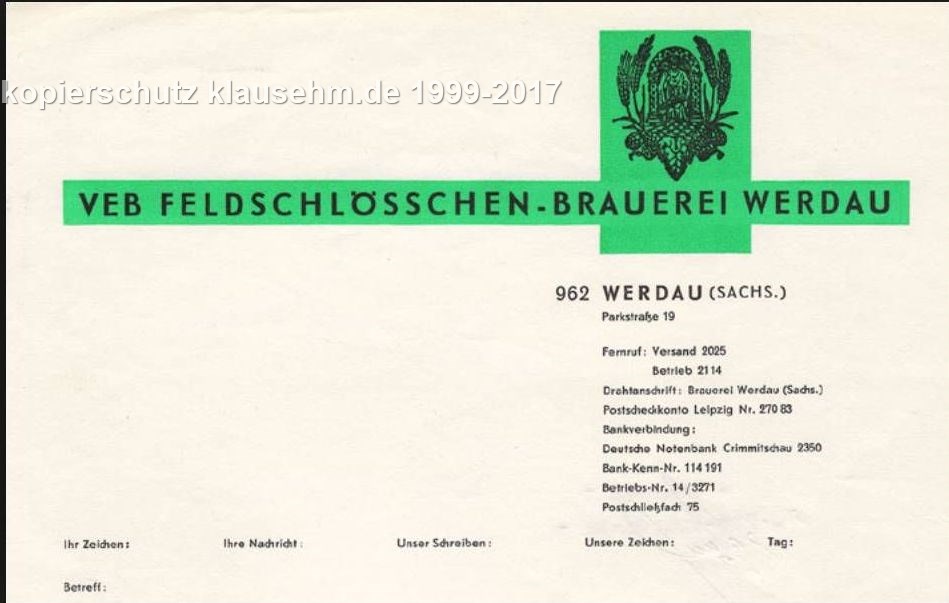 kopierschutz klausehm.de 1999-2017
VEB FELDSCHLÖSSCHEN-BRAUEREI WERDAU
962 WERDAU (SACHS.)
Parkstraße 19
Fernruf: Versand 2025
Betrieb 2114
Drahtanschrift: Brauerei Werdau (Sachs.)
Postscheckkonto Leipzig Nr. 270 83
Bankverbindung:
Deutsche Notenbank Crimmitschau 2350
Bank-Kenn-Nr. 114 191
Betriebs-Nr. 14/3271
Postschließfach 75
Ihr Zeichen: Ihre Nachricht: Unser Schreiben: Unsere Zeichen: Tag:
Betreff: